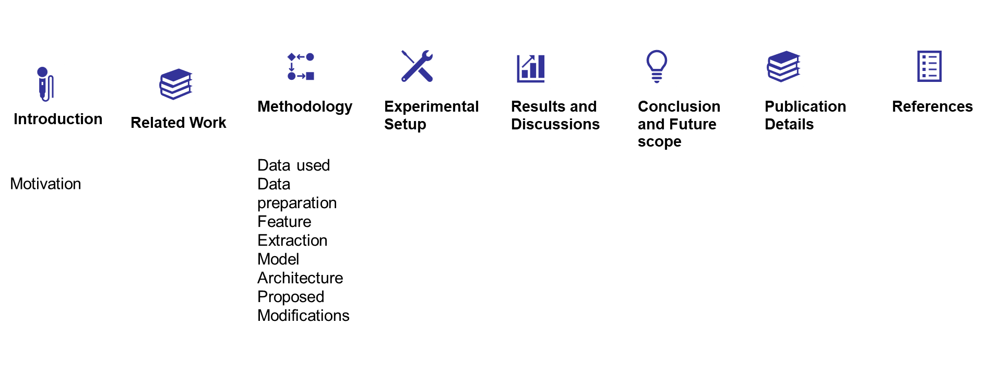 Introduction
Motivation
Related Work
Methodology
Data used
Data
preparation
Feature
Extraction
Model
Architecture
Proposed
Modifications
Experimental
Setup
Results and
Discussions
Conclusion
and Future
scope
Publication
Details
References